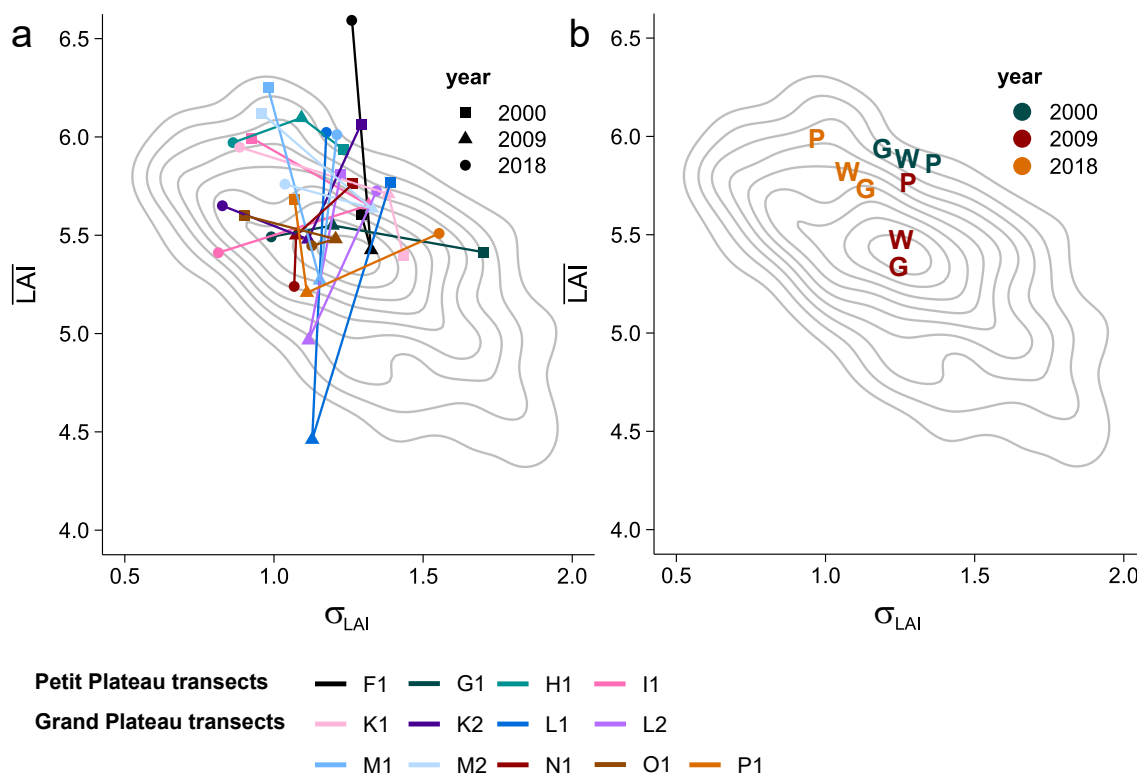 a
b
6.5
6.0
5.5
5.0
4.5
4.0
LAI
year
2000
2009
2018
0.5 1.0 1.5 2.0
σLAI
6.5
6.0
5.5
5.0
4.5
4.0
LAI
year
2000
2009
2018
P
G W P
W P
G
W
G
0.5 1.0 1.5 2.0
σLAI
Petit Plateau transects F1 G1 H1 I1
Grand Plateau transects K1 K2 L1 L2
M1 M2 N1 O1 P1